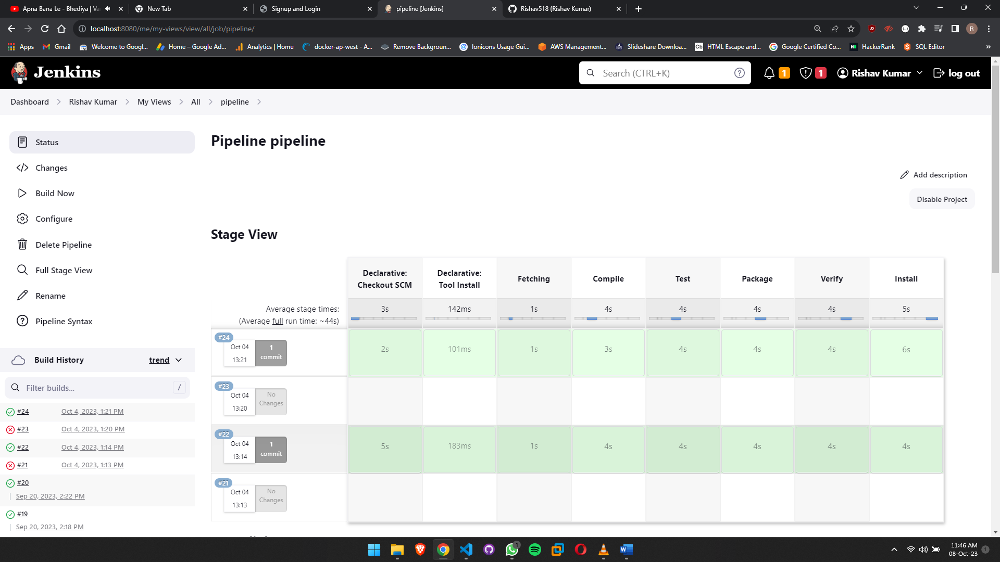 Apna Bana Le - Bhediya | Va
New Tab
Signup and Login
pipeline [Jenkins]
Rishav518 (Rishav Kumar)
localhost:8080/me/my-views/view/all/job/pipeline/
R
Apps
Gmail
Welcome to Googl...
Home – Google Ad...
Analytics | Home
docker-ap-west - A...
Remove Backgroun...
Ionicons Usage Gui...
AWS Management...
Slideshare Downloa...
Cb HTML Escape and...
Google Certified Co...
HackerRank
SQL Editor
»
Jenkins
Search (CTRL+K)
1
1
Rishav Kumar
log out
Dashboard
Rishav Kumar
My Views
All
pipeline
Status
Changes
Build Now
Configure
Delete Pipeline
Full Stage View
Rename
Pipeline Syntax
Build History
trend
Filter builds...
/
#24 Oct 4, 2023, 1:21 PM
#23 Oct 4, 2023, 1:20 PM
#22 Oct 4, 2023, 1:14 PM
#21 Oct 4, 2023, 1:13 PM
#20
Sep 20, 2023, 2:22 PM
#19
Sep 20, 2023, 2:18 PM
Pipeline pipeline
Add description
Disable Project
Stage View
Declarative:
Checkout SCM
Declarative:
Tool Install
Fetching
Compile
Test
Package
Verify
Install
Average stage times:
(Average full run time: ~44s)
3s 142ms 1s 4s 4s 4s 4s 5s
#24
Oct 04
13:21
1
commit
2s 101ms 1s 3s 4s 4s 4s 6s
#23
Oct 04
13:20
No
Changes
#22
Oct 04
13:14
1
commit
5s 183ms 1s 4s 4s 4s 4s 4s
#21
Oct 04
13:13
No
Changes
1
11:46 AM
08-Oct-23
1